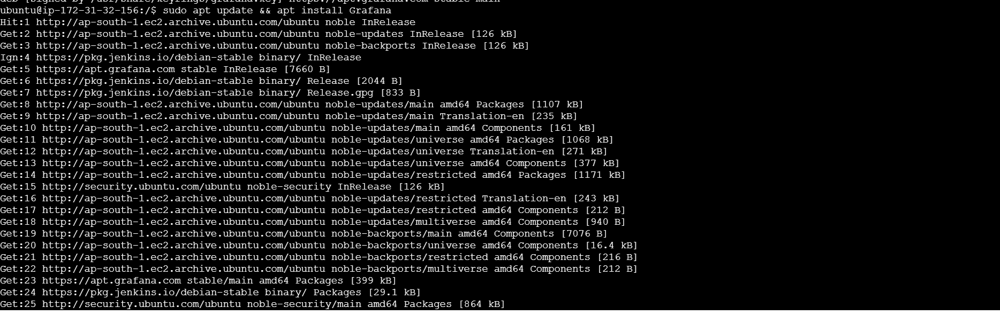 deb [signed-by /usr/share/keyrings/grafana.key] https://apt.grafana.com stable main
ubuntu@ip-172-31-32-156:/$ sudo apt update && apt install Grafana
Hit:1 http://ap-south-1.ec2.archive.ubuntu.com/ubuntu noble InRelease
Get:2 http://ap-south-1.ec2.archive.ubuntu.com/ubuntu noble-updates InRelease [126 kB]
Get:3 http://ap-south-1.ec2.archive.ubuntu.com/ubuntu noble-backports InRelease [126 kB]
Ign:4 https://pkg.jenkins.io/debian-stable binary/ InRelease
Get:5 https://apt.grafana.com stable InRelease [7660 B]
Get:6 https://pkg.jenkins.io/debian-stable binary/ Release [2044 B]
Get:7 https://pkg.jenkins.io/debian-stable binary/ Release.gpg [833 B]
Get:8 http://ap-south-1.ec2.archive.ubuntu.com/ubuntu noble-updates/main amd64 Packages [1107 kB]
Get:9 http://ap-south-1.ec2.archive.ubuntu.com/ubuntu noble-updates/main Translation-en [235 kB]
Get:10 http://ap-south-1.ec2.archive.ubuntu.com/ubuntu noble-updates/main amd64 Components [161 kB]
Get:11 http://ap-south-1.ec2.archive.ubuntu.com/ubuntu noble-updates/universe amd64 Packages [1068 kB]
Get:12 http://ap-south-1.ec2.archive.ubuntu.com/ubuntu noble-updates/universe Translation-en [271 kB]
Get:13 http://ap-south-1.ec2.archive.ubuntu.com/ubuntu noble-updates/universe amd64 Components [377 kB]
Get:14 http://ap-south-1.ec2.archive.ubuntu.com/ubuntu noble-updates/restricted amd64 Packages [1171 kB]
Get:15 http://security.ubuntu.com/ubuntu noble-security InRelease [126 kB]
Get:16 http://ap-south-1.ec2.archive.ubuntu.com/ubuntu noble-updates/restricted Translation-en [243 kB]
Get:17 http://ap-south-1.ec2.archive.ubuntu.com/ubuntu noble-updates/restricted amd64 Components [212 B]
Get:18 http://ap-south-1.ec2.archive.ubuntu.com/ubuntu noble-updates/multiverse amd64 Components [940 B]
Get:19 http://ap-south-1.ec2.archive.ubuntu.com/ubuntu noble-backports/main amd64 Components [7076 B]
Get:20 http://ap-south-1.ec2.archive.ubuntu.com/ubuntu noble-backports/universe amd64 Components [16.4 kB]
Get:21 http://ap-south-1.ec2.archive.ubuntu.com/ubuntu noble-backports/restricted amd64 Components [216 B]
Get:22 http://ap-south-1.ec2.archive.ubuntu.com/ubuntu noble-backports/multiverse amd64 Components [212 B]
Get:23 https://apt.grafana.com stable/main amd64 Packages [399 kB]
Get:24 https://pkg.jenkins.io/debian-stable binary/ Packages [29.1 kB]
Get:25 http://security.ubuntu.com/ubuntu noble-security/main amd64 Packages [864 kB]